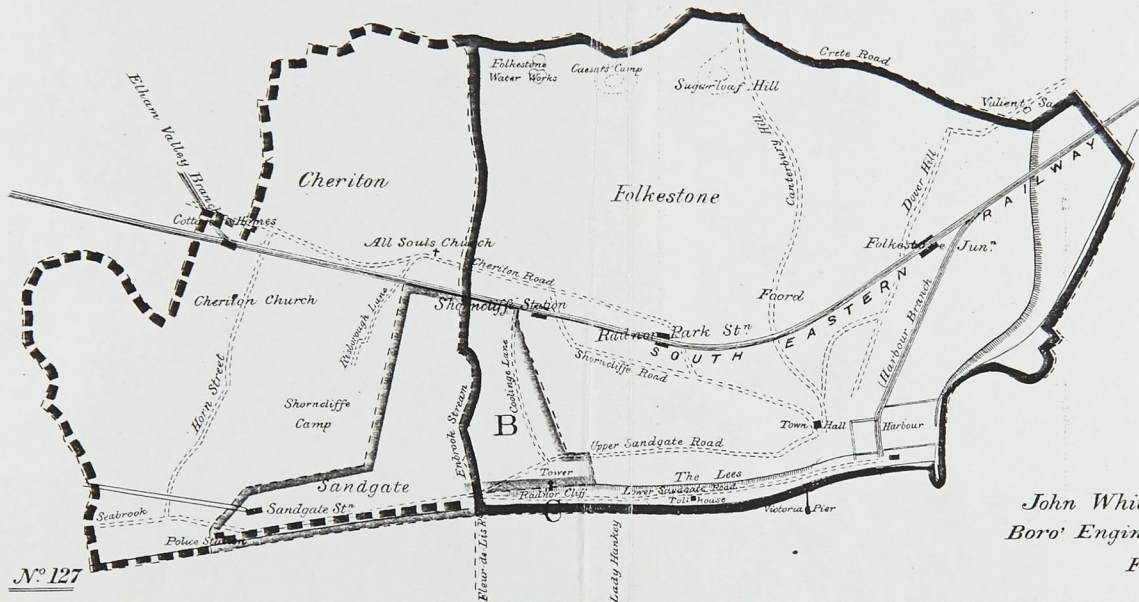 Crete Road
Folkestone
Water Works
Caesar's Camp
Sugarloaf Hill
Valient
Elham Valley Branch
Canterbury Hill
Dover Hill
Cheriton
Folkestone
Cottage Homes
All Souls Church
Cheriton Road
Folkestone Junn.
Cheriton Church
Risborough Lane
Shorncliffe Station
Foord
Radnor Park Stn
SOUTH EASTERN RAILWAY
Harbour Branch
Horn Street
Shorncliffe Road
Coolinge Lane
Shorncliffe
Camp
Enbrook Stream
B
Town Hall
Harbour
Upper Sandgate Road
Tower
The Lees
Sandgate
Radnor Cliff
Lower Sandgate Road
Toll house
Seabrook
Sandgate Stn
C
Victoria Pier
Police Station
Fleur-de-Lis
Lady Hankey
John
Boro'
No. 127